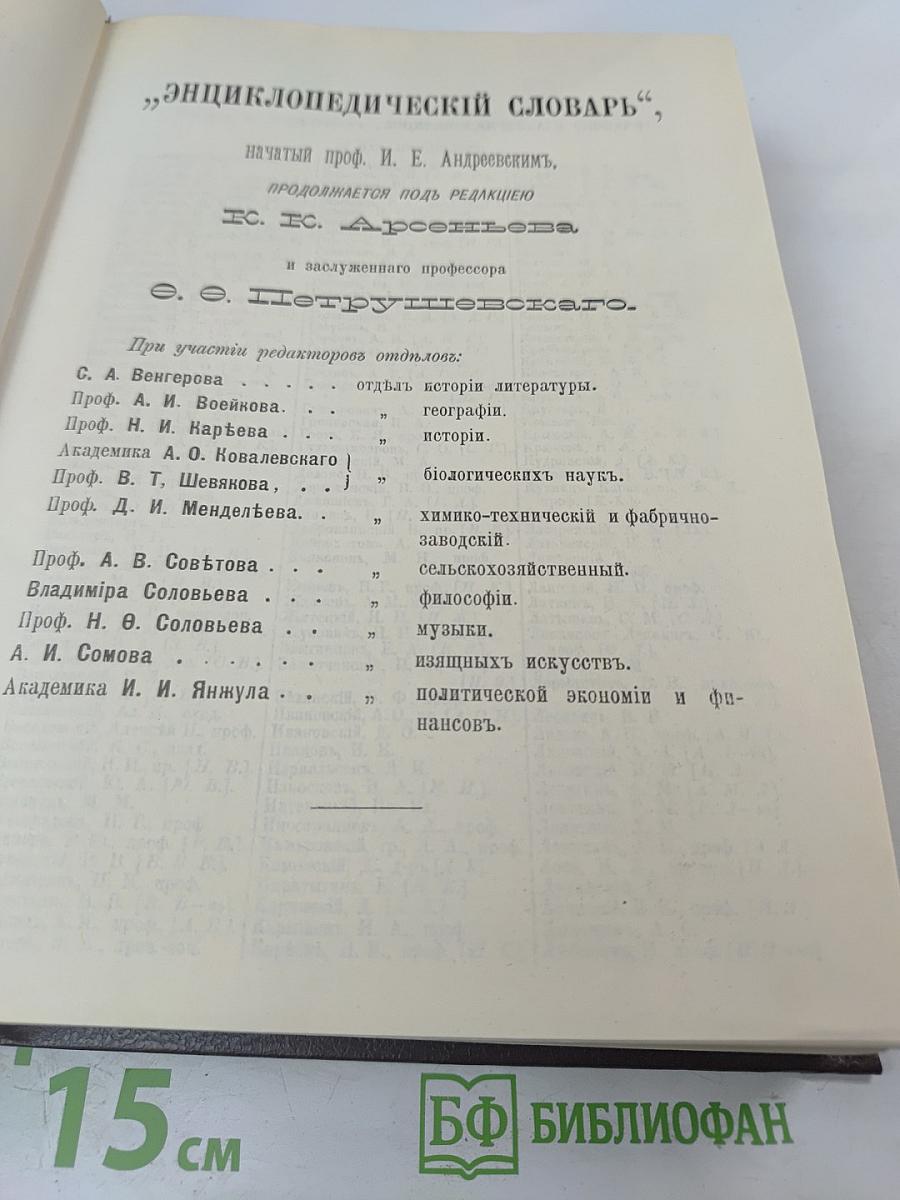 „ЭНЦИКЛОПЕДИЧЕСКІЙ СЛОВАРЬ“,
начатый проф. И. Е. Андреевскимъ,
ПРОДОЛЖАЕТСЯ ПОДЪ РЕДАКЦІЕЮ
К. К. Арсеньева
и заслуженнаго профессора
Ѳ. Ѳ. Петрушевскаго.
При участіи редакторовъ отдѣловъ:
С. А. Венгерова . . . . . отдѣлъ исторіи литературы.
Проф. А. И. Воейкова. . . „ географіи.
Проф. Н. И. Карѣева . . . „ исторіи.
Академика А. О. Ковалевскаго
Проф. В. Т, Шевякова, . . } „ біологическихъ наукъ.
Проф. Д. И. Менделѣева. . „ химико-техническій и фабрично-
заводскій.
Проф. А. В. Совѣтова . . . „ сельскохозяйственный.
Владиміра Соловьева . . . „ философіи.
Проф. Н. Ѳ. Соловьева . . „ музыки.
А. И. Сомова . . . . . . „ изящныхъ искусствъ.
Академика И. И. Янжула . . „ политической экономіи и фи-
нансовъ.
15 см
БФ БИБЛИОФАН